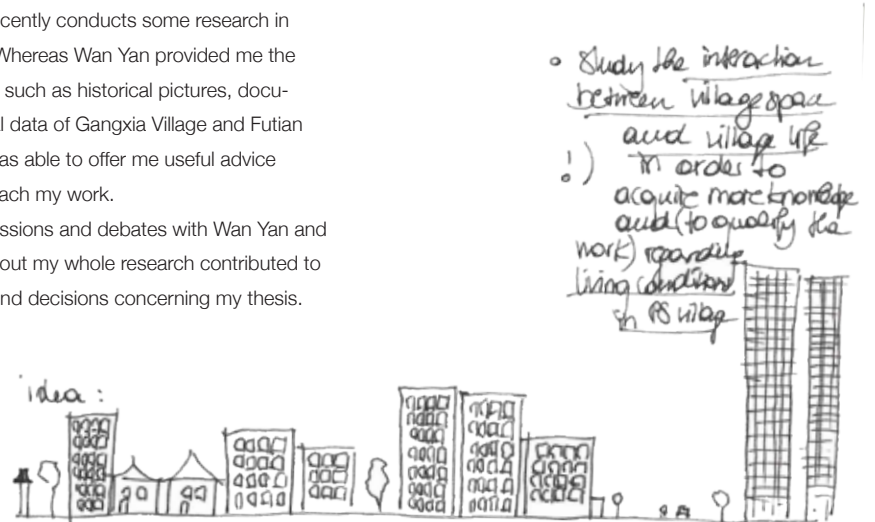 cently conducts some research in
Whereas Wan Yan provided me the
such as historical pictures, docu-
l data of Gangxia Village and Futian
as able to offer me useful advice
ach my work.
ssions and debates with Wan Yan and
out my whole research contributed to
nd decisions concerning my thesis.
• Study the interaction
between village space
and village life
!) in order to
acquire more knowledge
and (to qualify the
work) regarding
living conditions
in village
idea :